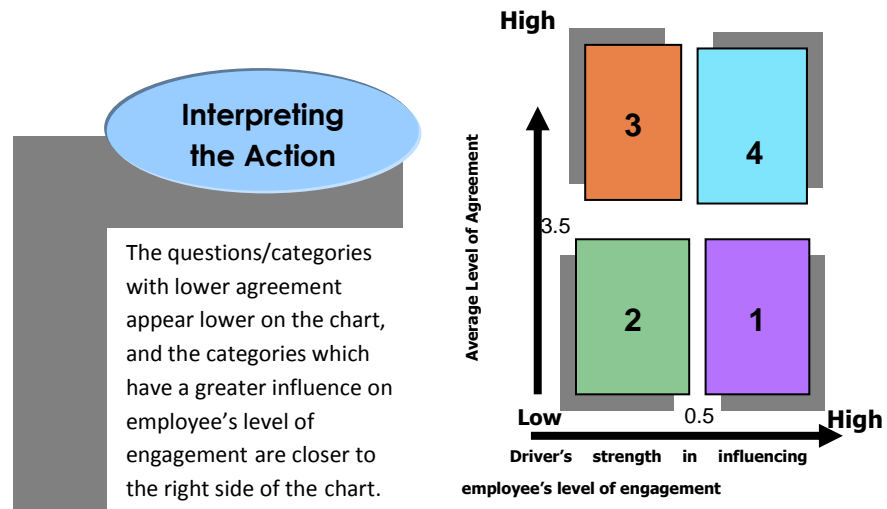 Interpreting
the Action
The questions/categories
with lower agreement
appear lower on the chart,
and the categories which
have a greater influence on
employee’s level of
engagement are closer to
the right side of the chart.
High
Average Level of Agreement
3
4
3.5
2
1
Low
0.5
High
Driver’s strength in influencing
employee’s level of engagement